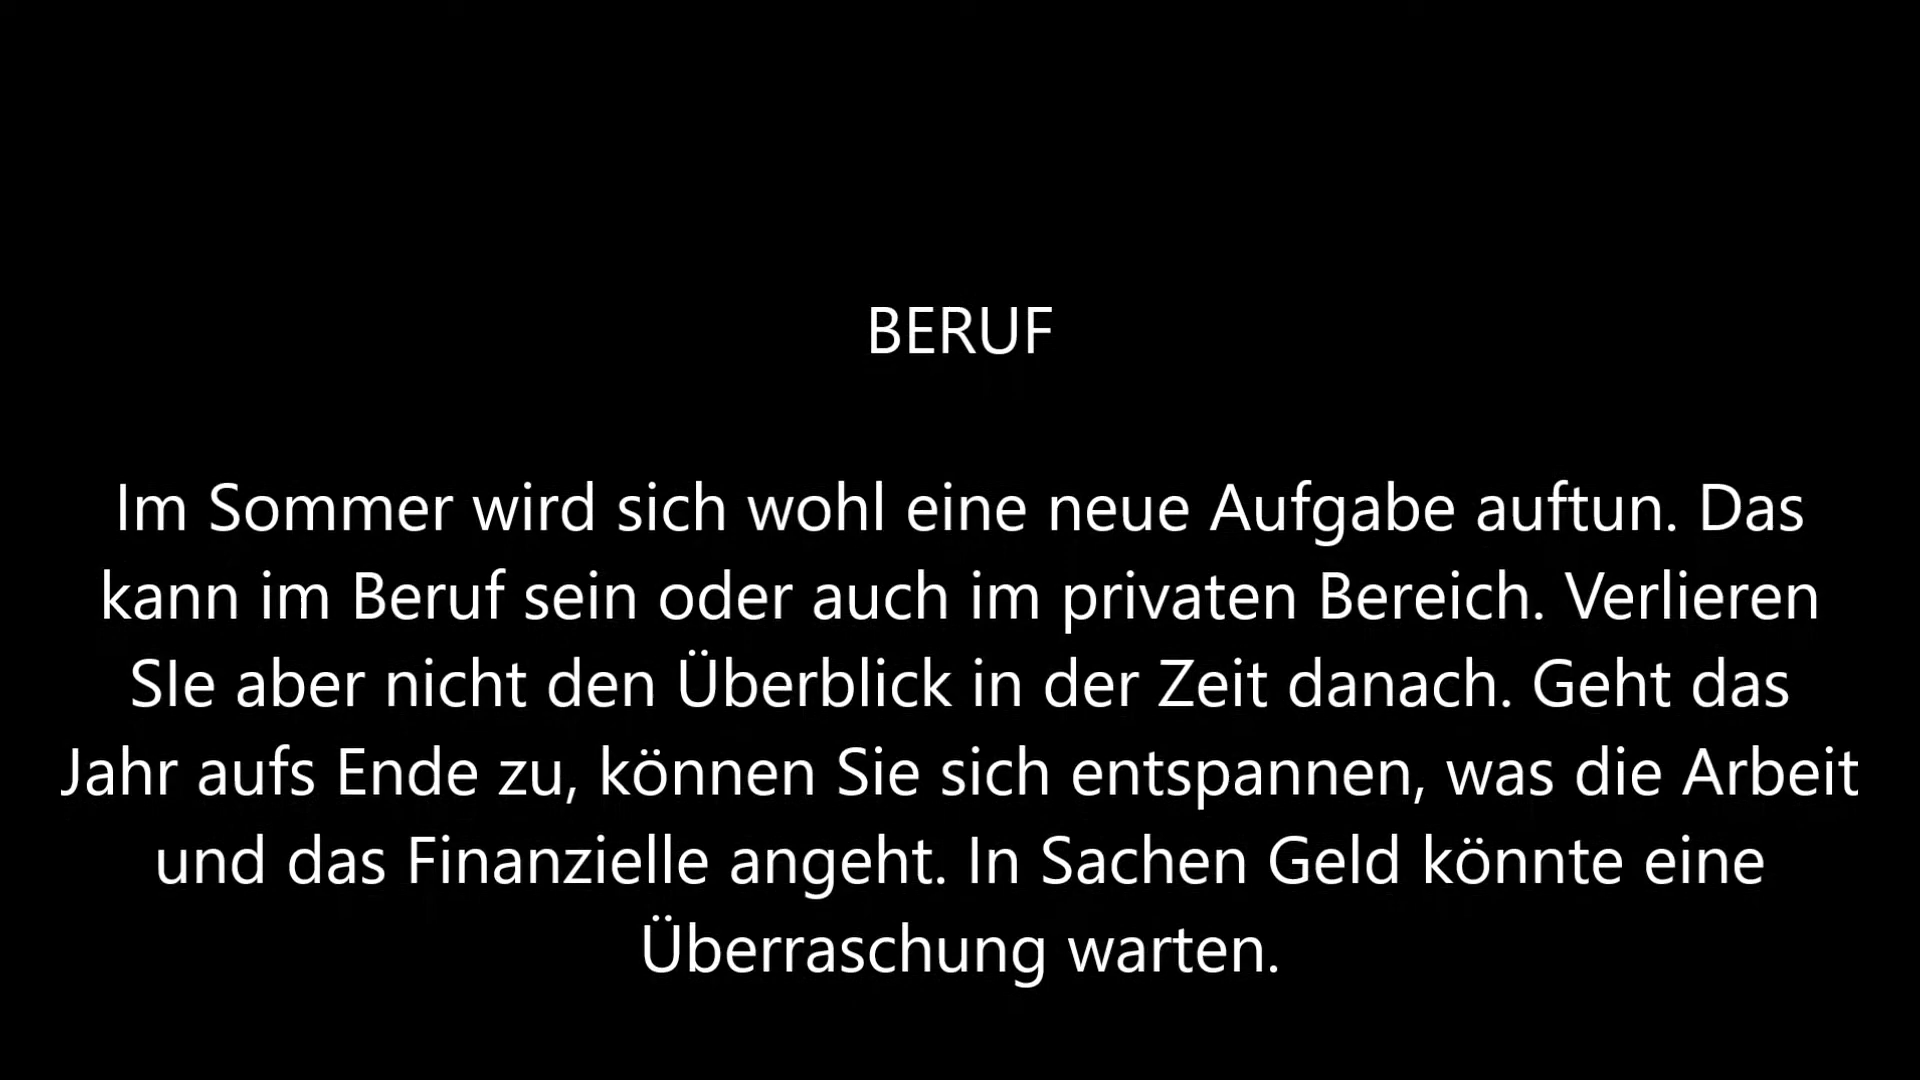 BERUF
Im Sommer wird sich wohl eine neue Aufgabe auftun. Das
kann im Beruf sein oder auch im privaten Bereich. Verlieren
SIe aber nicht den Überblick in der Zeit danach. Geht das
Jahr aufs Ende zu, können Sie sich entspannen, was die Arbeit
und das Finanzielle angeht. In Sachen Geld könnte eine
Überraschung warten.